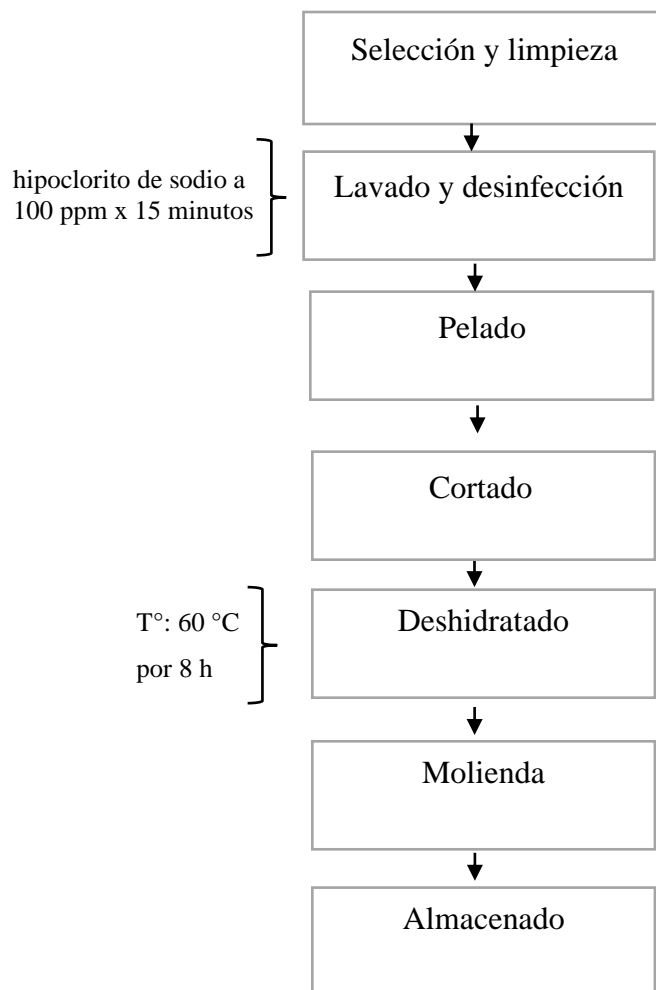 Selección y limpieza
hipoclorito de sodio a
100 ppm x 15 minutos
Lavado y desinfección
Pelado
Cortado
T°: 60 °C
por 8 h
Deshidratado
Molienda
Almacenado